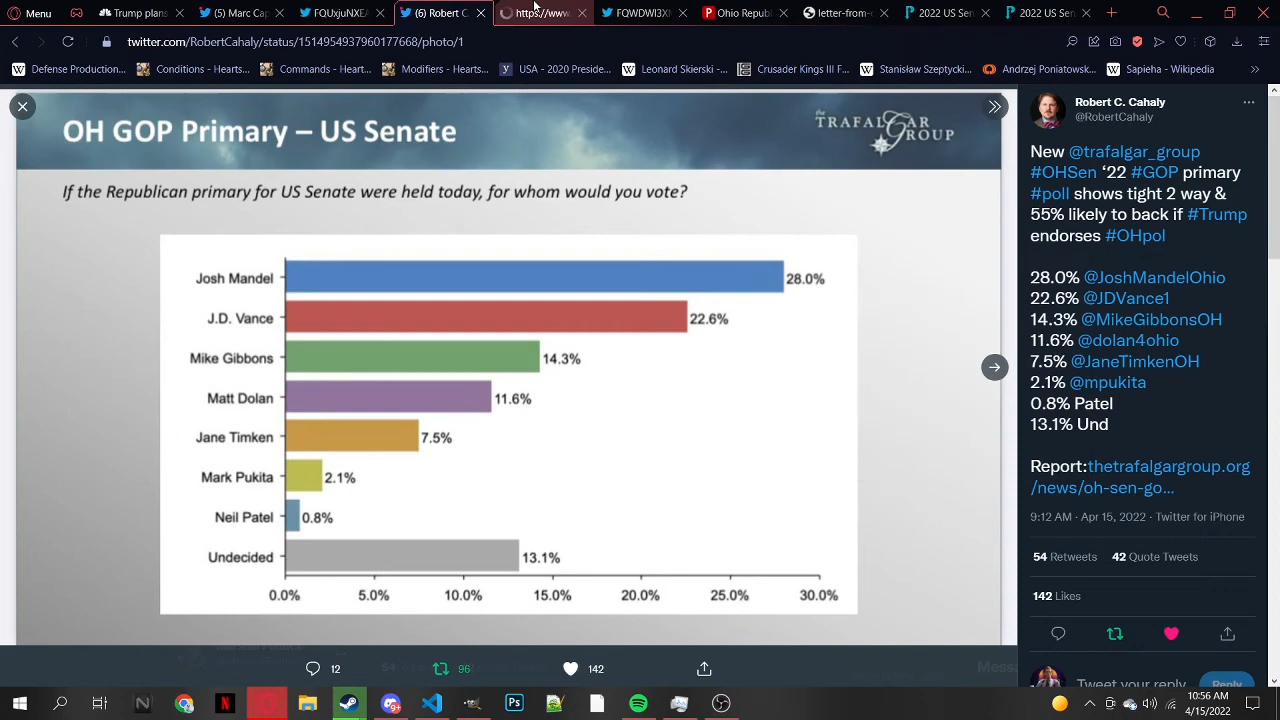 Menu
Trump plans
(5) Marc Cap
FQUxjuNXEA
(6) Robert C.
https://www.
FQWDWI3XN
Ohio Republ
letter-from-c
2022 US Sen
2022 US Sen
twitter.com/RobertCahaly/status/1514954937960177668/photo/1
Defense Production...
Conditions - Hearts...
Commands - Heart...
Modifiers - Hearts...
USA - 2020 Preside...
Leonard Skierski -...
Crusader Kings III F...
Stanisław Szeptycki...
Andrzej Poniatows...
Sapieha - Wikipedia
OH GOP Primary – US Senate
the
TRAFALGAR
GROUP
If the Republican primary for US Senate were held today, for whom would you vote?
Josh Mandel 28.0%
J.D. Vance 22.6%
Mike Gibbons 14.3%
Matt Dolan 11.6%
Jane Timken 7.5%
Mark Pukita 2.1%
Neil Patel 0.8%
Undecided 13.1%
0.0% 5.0% 10.0% 15.0% 20.0% 25.0% 30.0%
12
96
142
Robert C. Cahaly
@RobertCahaly
New @trafalgar_group
#OHSen ‘22 #GOP primary
#poll shows tight 2 way &
55% likely to back if #Trump
endorses #OHpol
28.0% @JoshMandelOhio
22.6% @JDVance1
14.3% @MikeGibbonsOH
11.6% @dolan4ohio
7.5% @JaneTimkenOH
2.1% @mpukita
0.8% Patel
13.1% Und
Report:thetrafalgargroup.org
/news/oh-sen-go...
9:12 AM · Apr 15, 2022 · Twitter for iPhone
54 Retweets 42 Quote Tweets
142 Likes
Tweet your reply
Reply
10:56 AM
4/15/2022